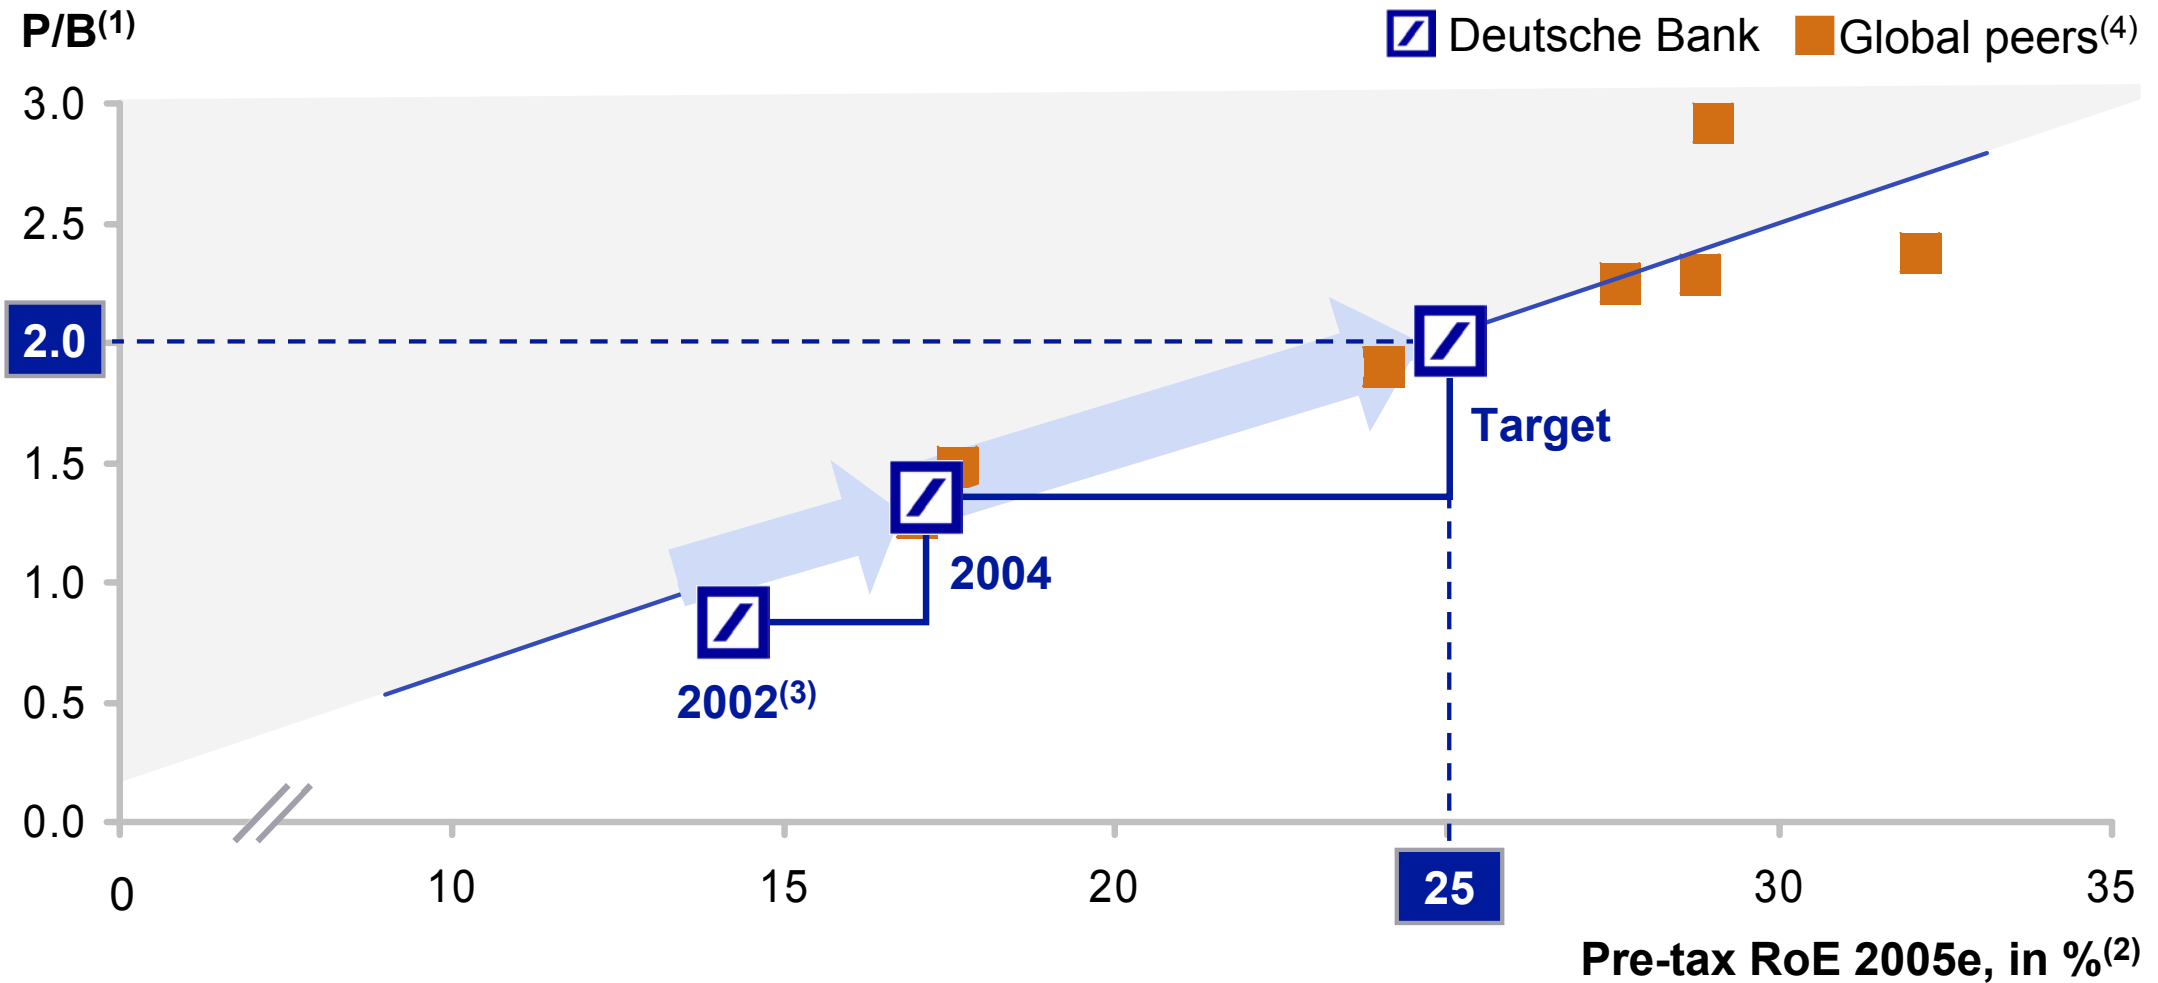 P/B(1)
Deutsche Bank
Global peers(4)
3.0
2.5
2.0
1.5
1.0
0.5
0.0
Target
2004
2002(3)
0 10 15 20 25 30 35
Pre-tax RoE 2005e, in %(2)